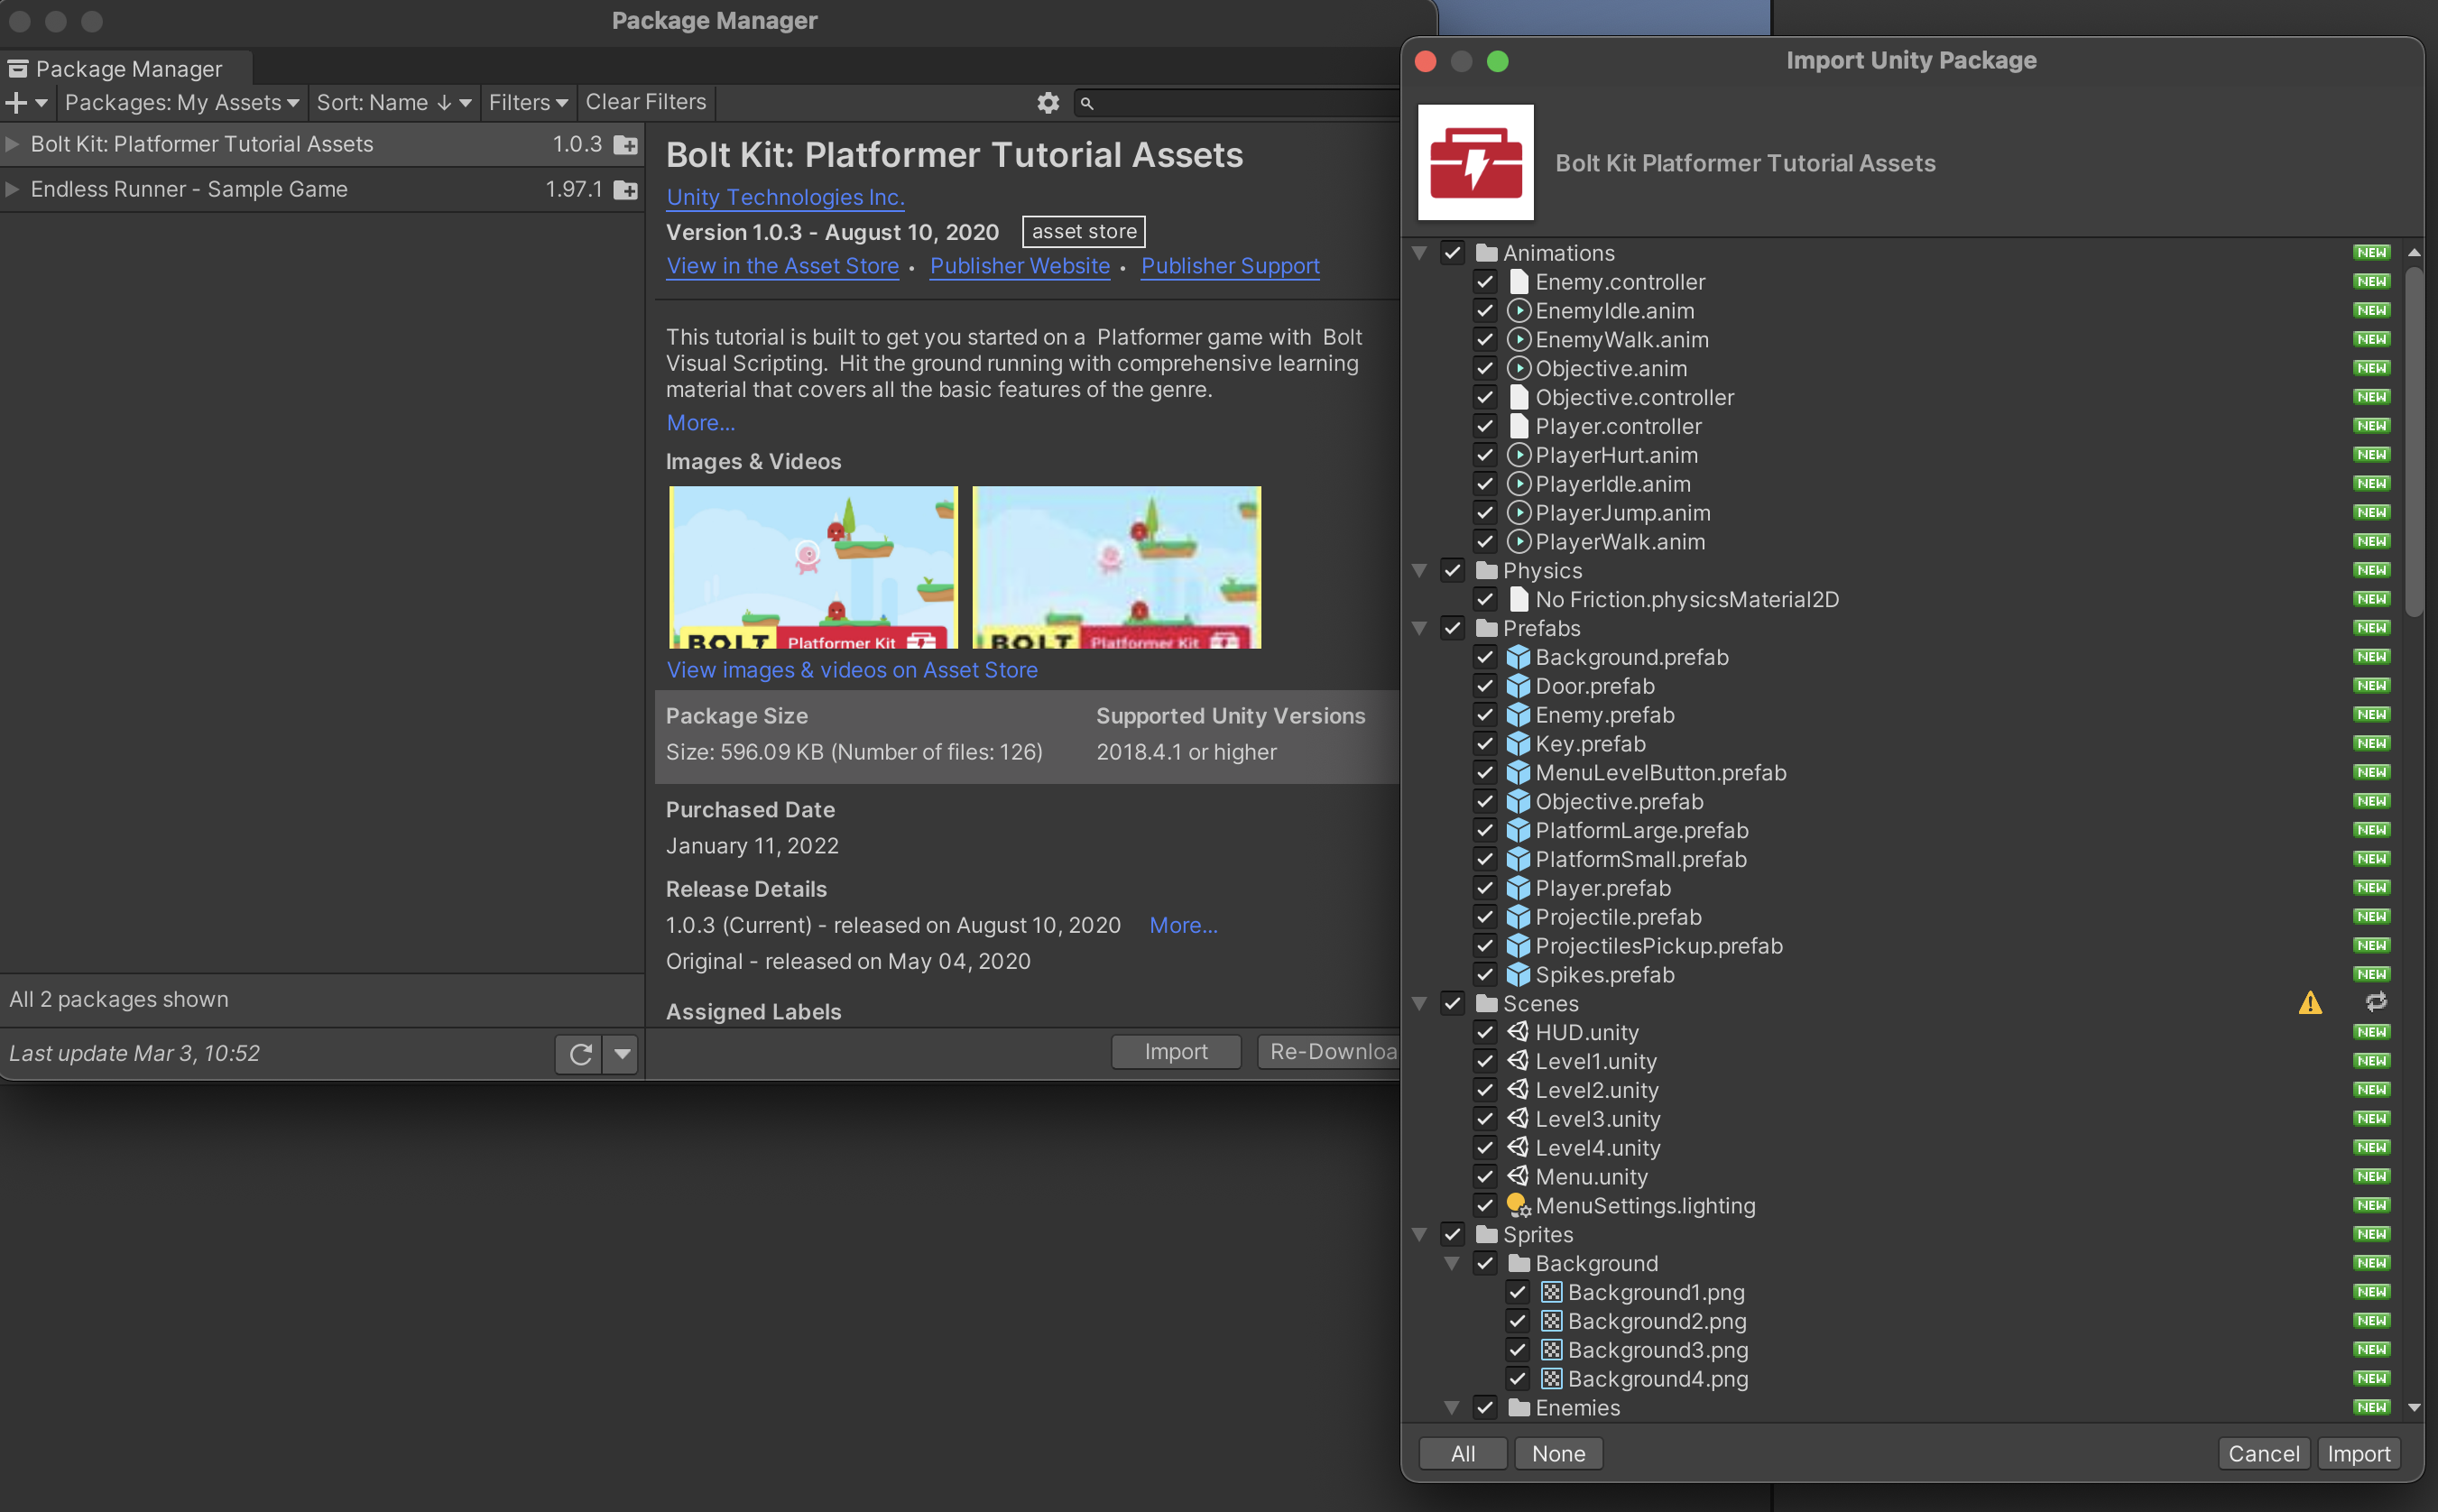 Package Manager
Package Manager
Packages: My Assets
Sort: Name ↓
Filters
Clear Filters
Bolt Kit: Platformer Tutorial Assets 1.0.3
Endless Runner - Sample Game 1.97.1
All 2 packages shown
Last update Mar 3, 10:52
Bolt Kit: Platformer Tutorial Assets
Unity Technologies Inc.
Version 1.0.3 - August 10, 2020 asset store
View in the Asset Store • Publisher Website • Publisher Support
This tutorial is built to get you started on a Platformer game with Bolt
Visual Scripting. Hit the ground running with comprehensive learning
material that covers all the basic features of the genre.
More...
Images & Videos
BOLT Platformer Kit
BOLT Platformer Kit
View images & videos on Asset Store
Package Size
Size: 596.09 KB (Number of files: 126)
Supported Unity Versions
2018.4.1 or higher
Purchased Date
January 11, 2022
Release Details
1.0.3 (Current) - released on August 10, 2020 More...
Original - released on May 04, 2020
Assigned Labels
Import
Re-Downloa
Import Unity Package
Bolt Kit Platformer Tutorial Assets
Animations NEW
Enemy.controller NEW
EnemyIdle.anim NEW
EnemyWalk.anim NEW
Objective.anim NEW
Objective.controller NEW
Player.controller NEW
PlayerHurt.anim NEW
PlayerIdle.anim NEW
PlayerJump.anim NEW
PlayerWalk.anim NEW
Physics NEW
No Friction.physicsMaterial2D NEW
Prefabs NEW
Background.prefab NEW
Door.prefab NEW
Enemy.prefab NEW
Key.prefab NEW
MenuLevelButton.prefab NEW
Objective.prefab NEW
PlatformLarge.prefab NEW
PlatformSmall.prefab NEW
Player.prefab NEW
Projectile.prefab NEW
ProjectilesPickup.prefab NEW
Spikes.prefab NEW
Scenes
HUD.unity NEW
Level1.unity NEW
Level2.unity NEW
Level3.unity NEW
Level4.unity NEW
Menu.unity NEW
MenuSettings.lighting NEW
Sprites NEW
Background NEW
Background1.png NEW
Background2.png NEW
Background3.png NEW
Background4.png NEW
Enemies NEW
All
None
Cancel
Import